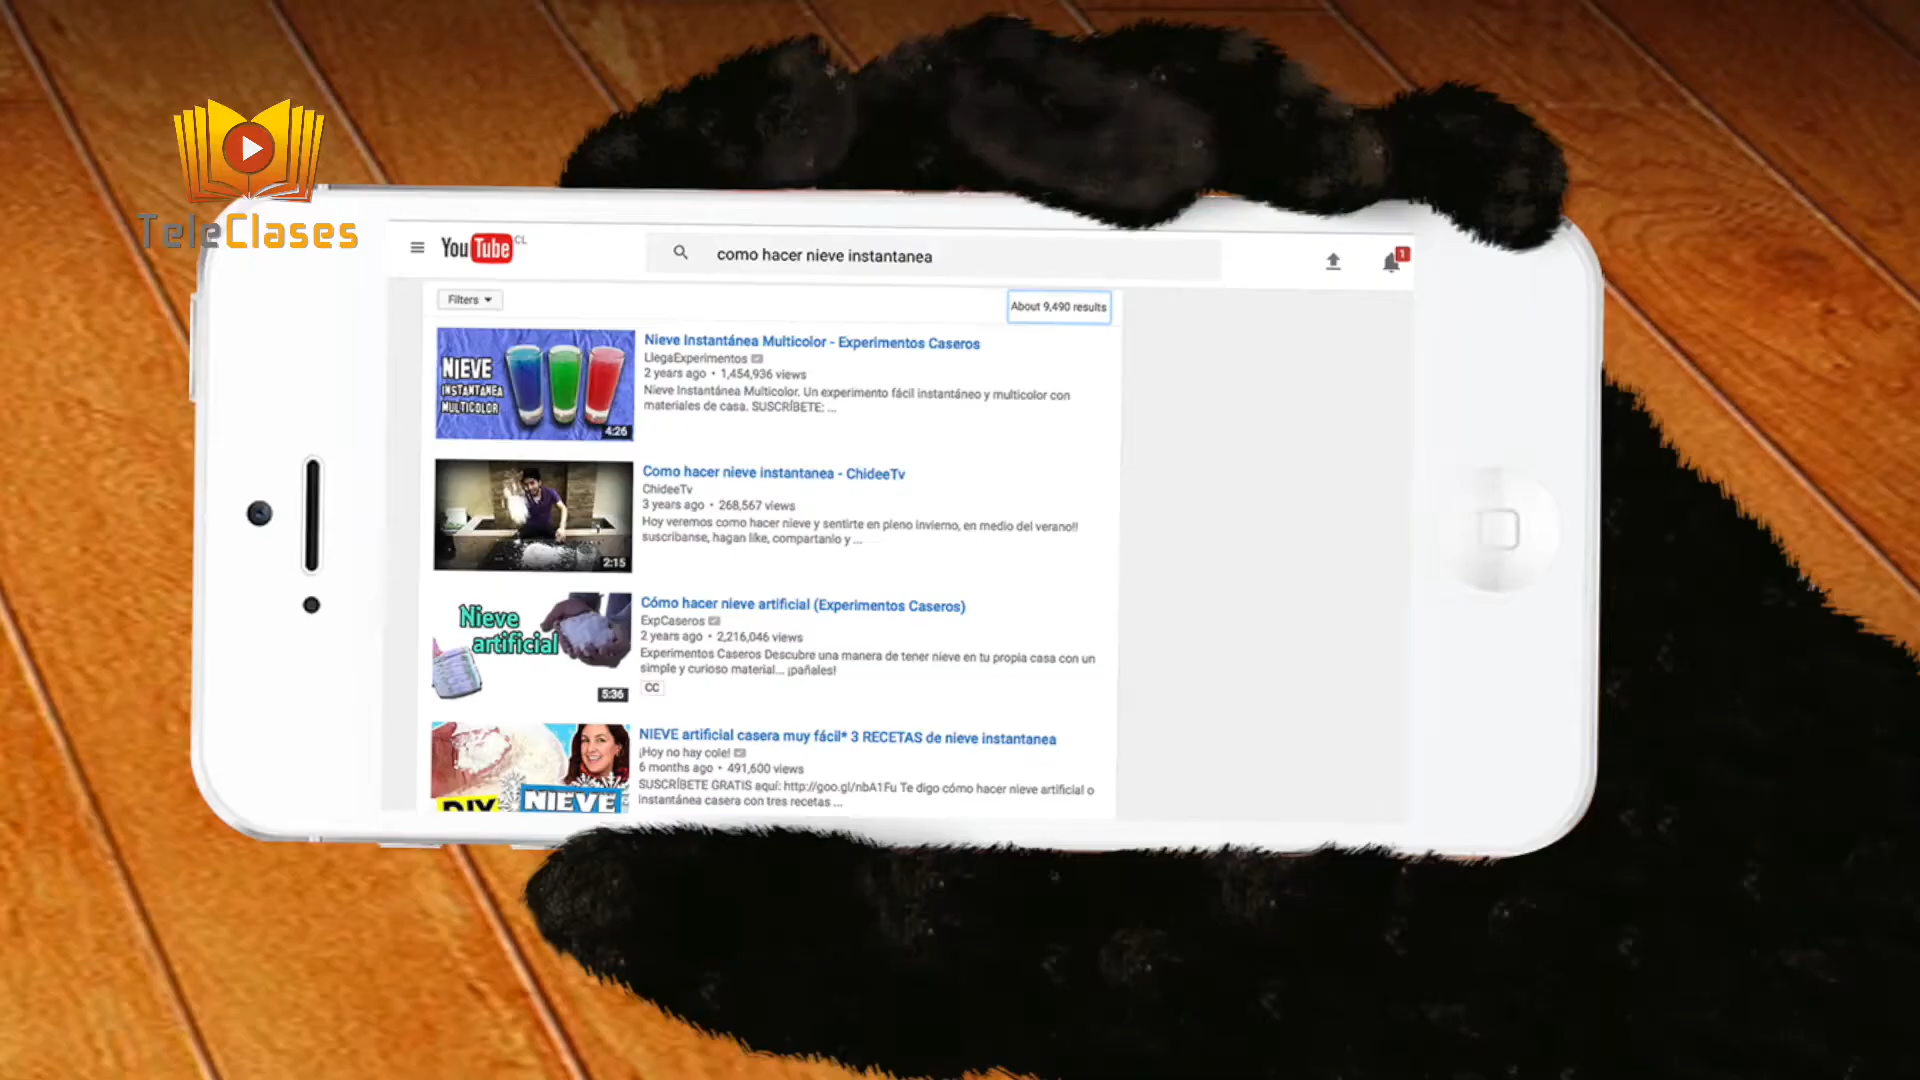 TeleClases
YouTube CL
como hacer nieve instantanea
1
Filters
About 9,490 results
NIEVE
INSTANTANEA
MULTICOLOR
4:26
Nieve Instantánea Multicolor - Experimentos Caseros
LlegaExperimentos
2 years ago • 1,454,936 views
Nieve Instantánea Multicolor. Un experimento fácil instantáneo y multicolor con
materiales de casa. SUSCRÍBETE: ...
2:15
Como hacer nieve instantanea - ChideeTv
ChideeTv
3 years ago • 268,567 views
Hoy veremos como hacer nieve y sentirte en pleno invierno, en medio del verano!!
suscribanse, hagan like, compartanlo y ...
Nieve
artificial
5:36
Cómo hacer nieve artificial (Experimentos Caseros)
ExpCaseros
2 years ago • 2,216,046 views
Experimentos Caseros Descubre una manera de tener nieve en tu propia casa con un
simple y curioso material... ¡pañales!
CC
DIY
NIEVE
NIEVE artificial casera muy fácil* 3 RECETAS de nieve instantanea
¡Hoy no hay cole!
6 months ago • 491,600 views
SUSCRÍBETE GRATIS aquí: http://goo.gl/nbA1Fu Te digo cómo hacer nieve artificial o
instantánea casera con tres recetas ...